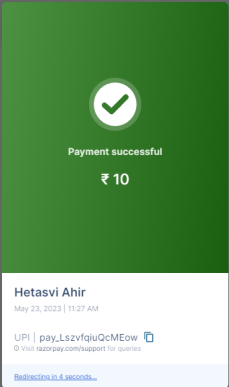 Payment successful
₹ 10
Hetasvi Ahir
May 23, 2023 | 11:27 AM
UPI | pay_LszvfqiuQcMEow
Visit razorpay.com/support for queries
Redirecting in 4 seconds...